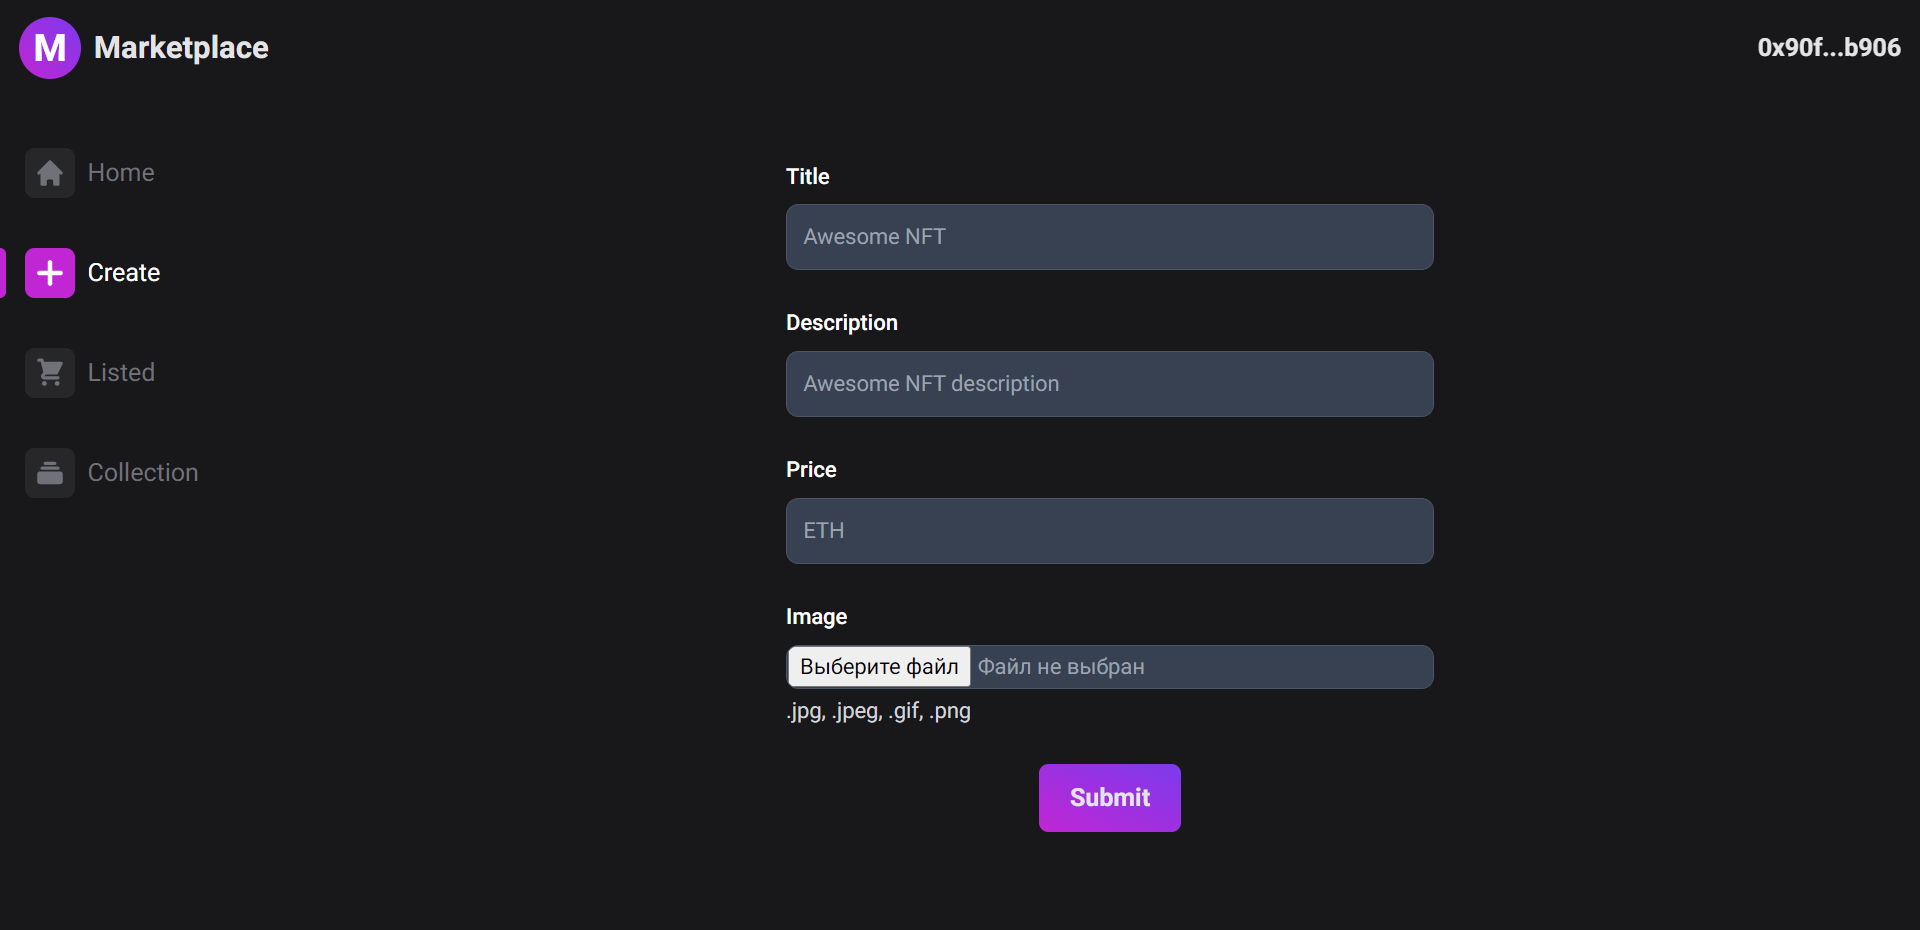 M Marketplace
0x90f...b906
Home
Create
Listed
Collection
Title
Awesome NFT
Description
Awesome NFT description
Price
ETH
Image
Выберите файл Файл не выбран
.jpg, .jpeg, .gif, .png
Submit